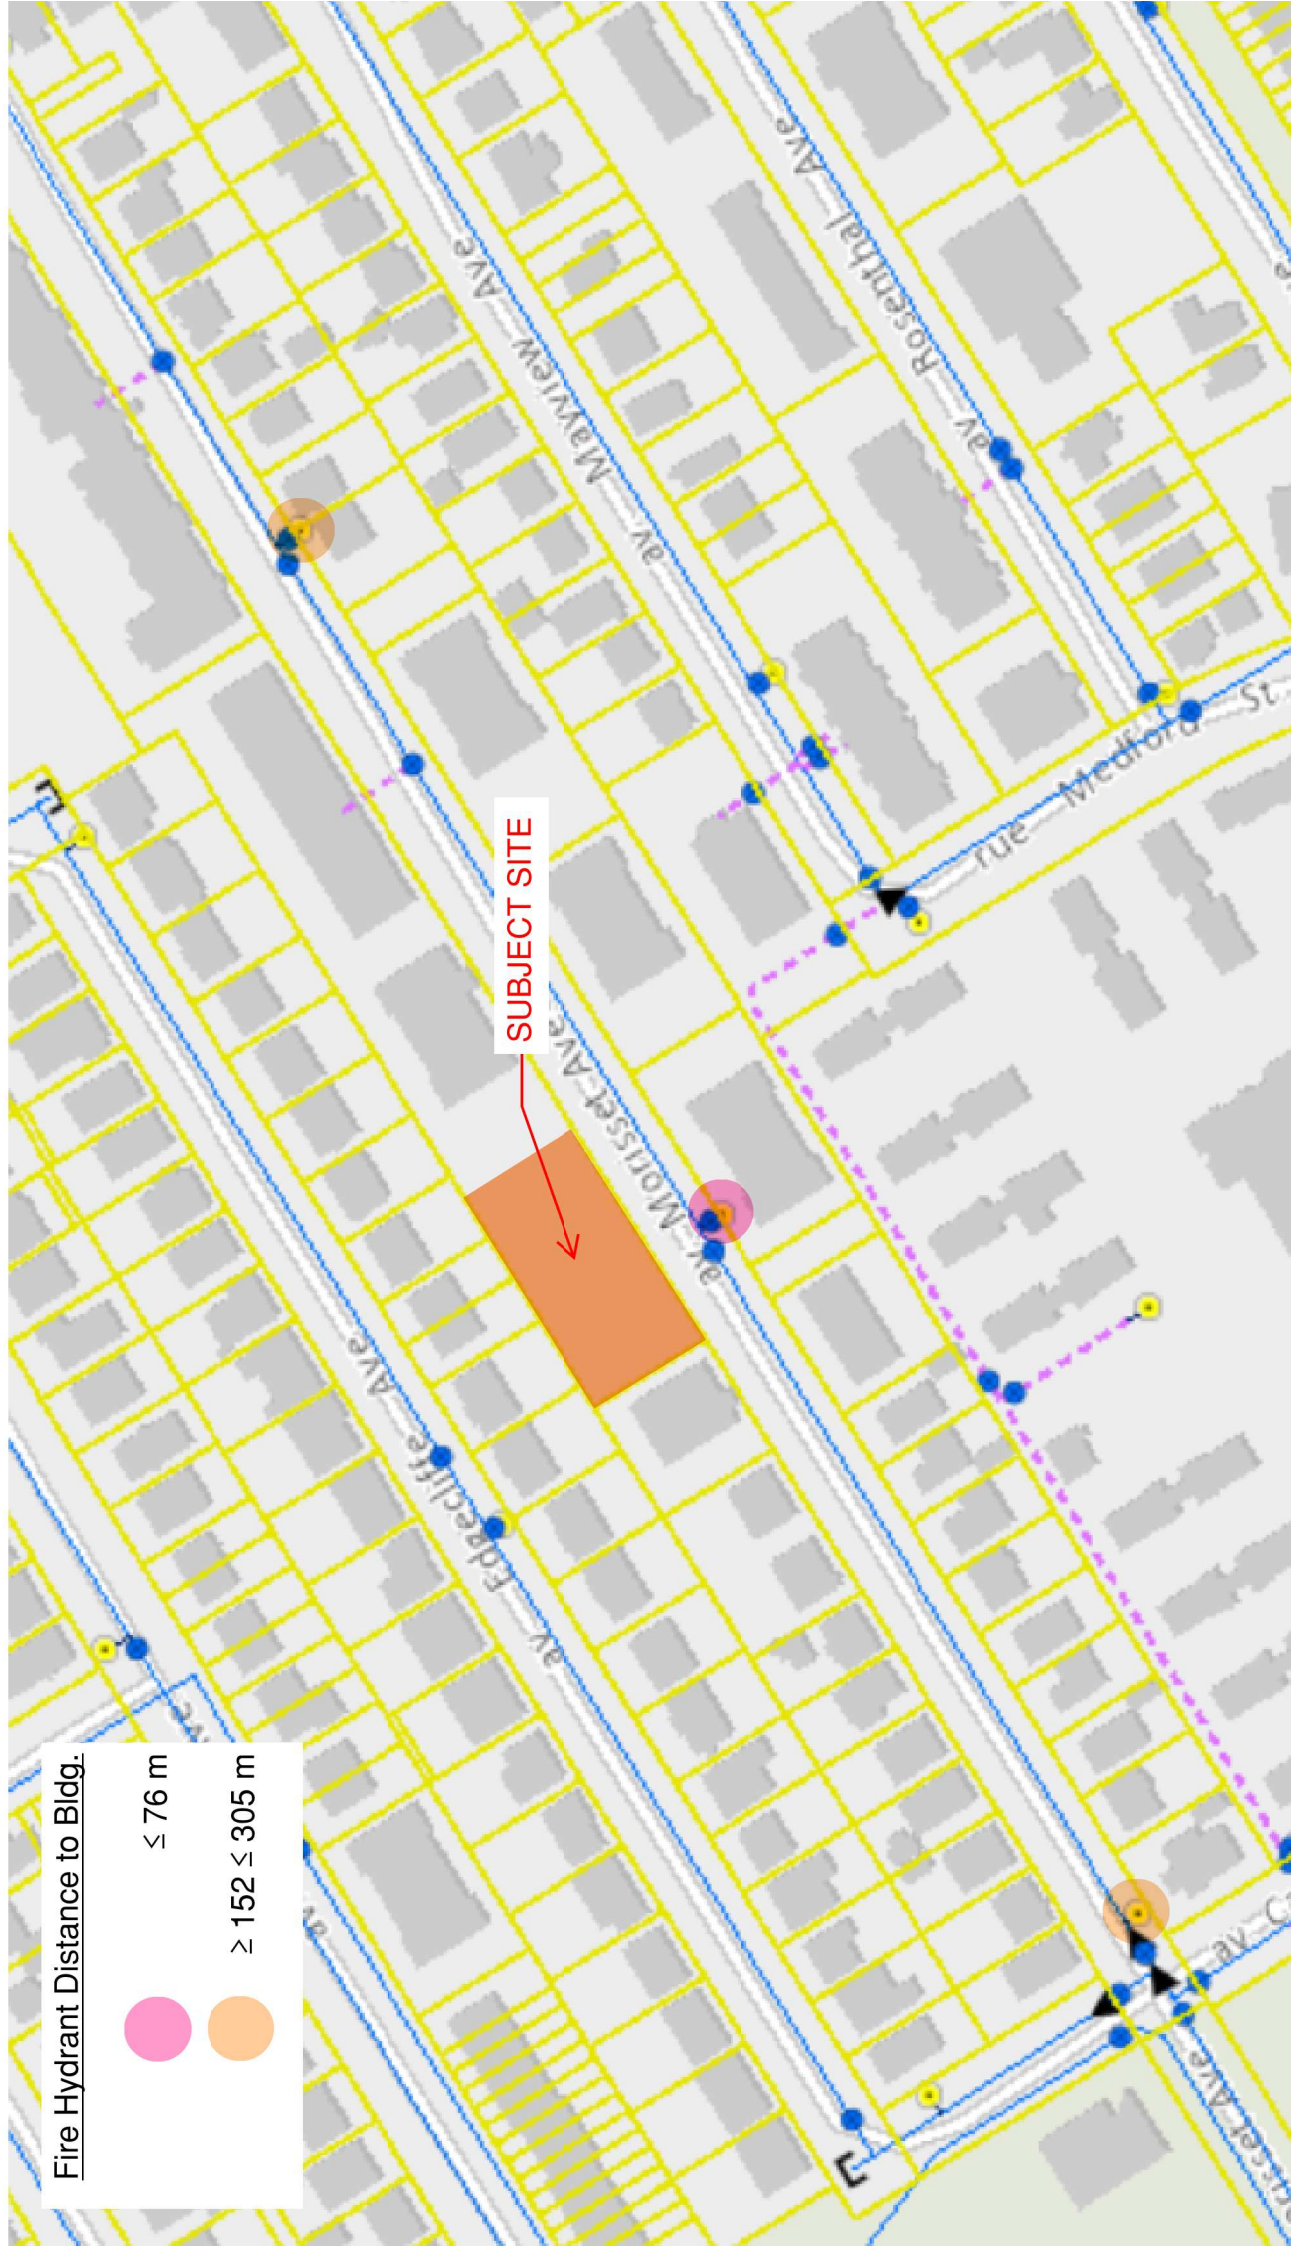 Fire Hydrant Distance to Bldg.
≤ 76 m
≥ 152 ≤ 305 m
SUBJECT SITE
av Edgecliffe Ave
av Morisset Ave
av Mayview Ave
av Rosenthal Ave
rue Medford St